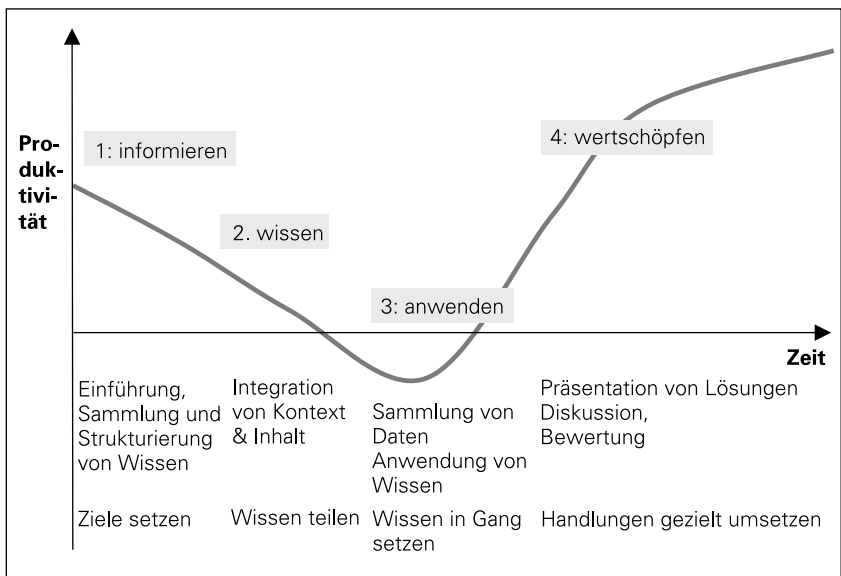 Pro-
duk-
tivi-
tät
1: informieren
2. wissen
3: anwenden
4: wertschöpfen
Zeit
Einführung,
Sammlung und
Strukturierung
von Wissen
Ziele setzen
Integration
von Kontext
& Inhalt
Wissen teilen
Sammlung von
Daten
Anwendung von
Wissen
Wissen in Gang
setzen
Präsentation von Lösungen
Diskussion,
Bewertung
Handlungen gezielt umsetzen